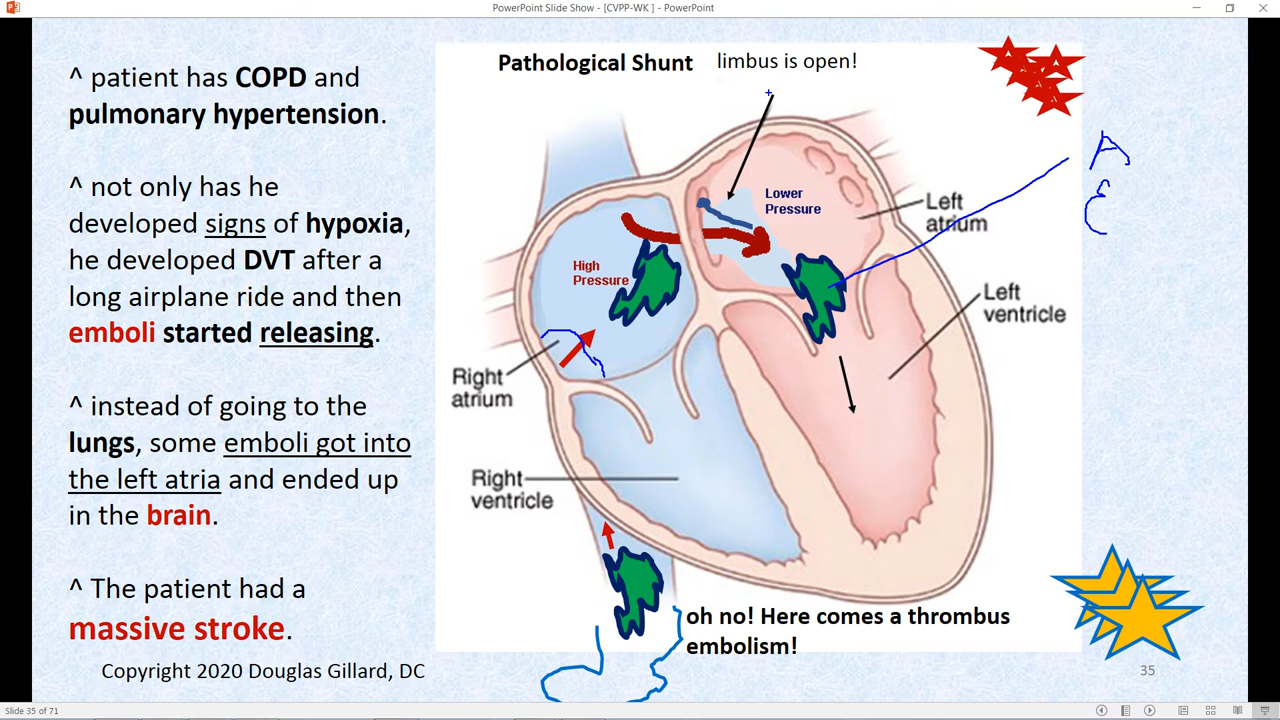 PowerPoint Slide Show - [CVPP-WK ] - PowerPoint
^ patient has COPD and
pulmonary hypertension.
^ not only has he
developed signs of hypoxia,
he developed DVT after a
long airplane ride and then
emboli started releasing.
^ instead of going to the
lungs, some emboli got into
the left atria and ended up
in the brain.
^ The patient had a
massive stroke.
Copyright 2020 Douglas Gillard, DC
Pathological Shunt
limbus is open!
Lower
Pressure
High
Pressure
Left
atrium
Left
ventricle
Right
atrium
Right
ventricle
A
E
oh no! Here comes a thrombus
embolism!
35
Slide 35 of 71